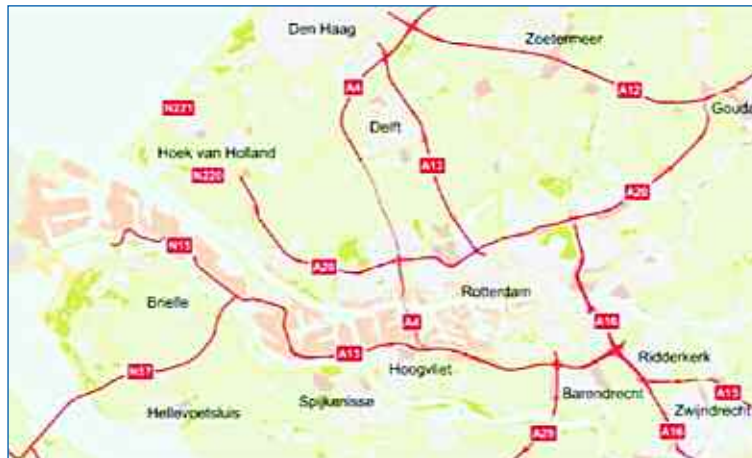 Den Haag
Zoetermeer
A4
A12
N221
Gouda
Delft
Hoek van Holland
A13
N220
A20
N15
A20
Rotterdam
Brielle
A4
A16
A15
Ridderkerk
N57
Hoogvliet
Barendrecht
A15
Spijkenisse
Zwijndrecht
Hellevoetsluis
A29
A16